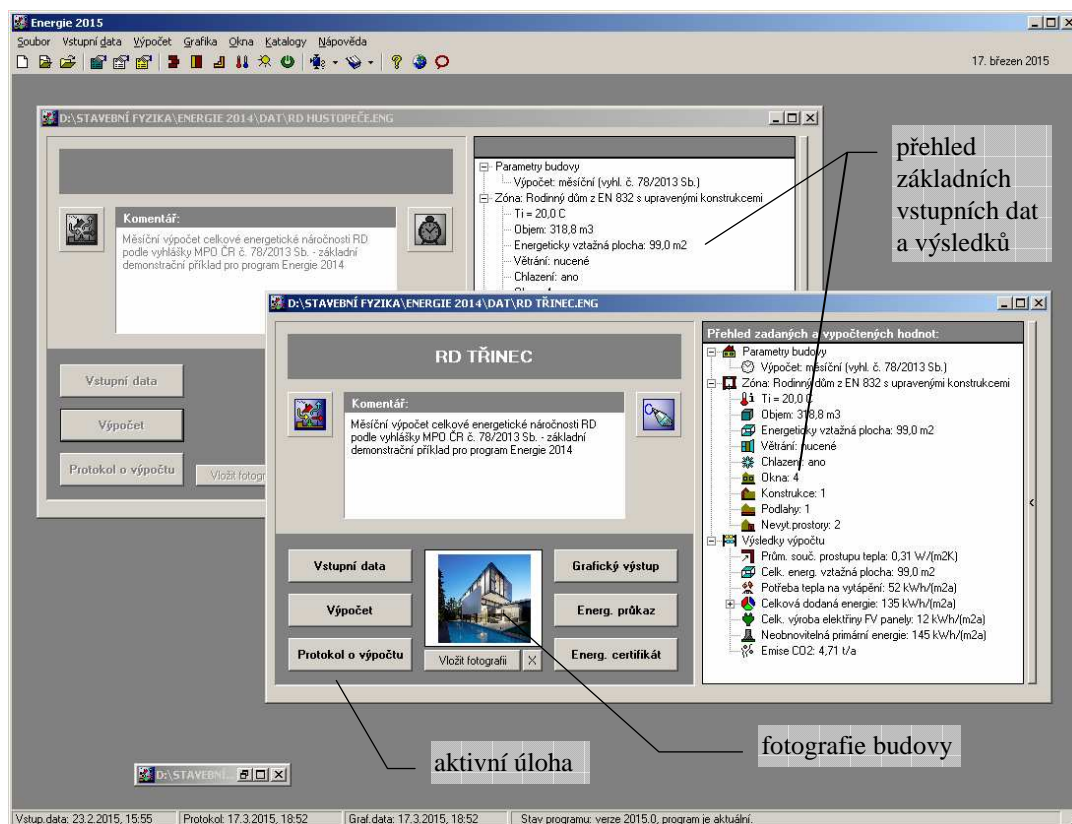 Energie 2015
Soubor Vstupní data Výpočet Grafika Okna Katalogy Nápověda
17. březen 2015
D:\STAVEBNÍ FYZIKA\ENERGIE 2014\DAT\RD HUSTOPEČE.ENG
Komentář:
Měsíční výpočet celkové energetické náročnosti RD
podle vyhlášky MPO ČR č. 78/2013 Sb. - základní
demonstrační příklad pro program Energie 2014
Vstupní data
Výpočet
Protokol o výpočtu
Vložit fotogr
Parametry budovy
Výpočet: měsíční (vyhl. č. 78/2013 Sb.)
Zóna: Rodinný dům z EN 832 s upravenými konstrukcemi
Ti = 20,0 C
Objem: 318,8 m3
Energeticky vztažná plocha: 99,0 m2
Větrání: nucené
Chlazení: ano
přehled
základních
vstupních dat
a výsledků
D:\STAVEBNÍ FYZIKA\ENERGIE 2014\DAT\RD TŘINEC.ENG
RD TŘINEC
Komentář:
Měsíční výpočet celkové energetické náročnosti RD
podle vyhlášky MPO ČR č. 78/2013 Sb. - základní
demonstrační příklad pro program Energie 2014
Vstupní data
Výpočet
Protokol o výpočtu
Vložit fotografii X
Grafický výstup
Energ. průkaz
Energ. certifikát
Přehled zadaných a vypočtených hodnot:
Parametry budovy
Výpočet: měsíční (vyhl. č. 78/2013 Sb.)
Zóna: Rodinný dům z EN 832 s upravenými konstrukcemi
Ti = 20,0 C
Objem: 318,8 m3
Energeticky vztažná plocha: 99,0 m2
Větrání: nucené
Chlazení: ano
Okna: 4
Konstrukce: 1
Podlahy: 1
Nevyt.prostory: 2
Výsledky výpočtu
Prům. souč. prostupu tepla: 0,31 W/(m2K)
Celk. energ. vztažná plocha: 99,0 m2
Potřeba tepla na vytápění: 52 kWh/(m2a)
Celková dodaná energie: 135 kWh/(m2a)
Celk. výroba elektřiny FV panely: 12 kWh/(m2a)
Neobnovitelná primární energie: 145 kWh/(m2a)
Emise CO2: 4,71 t/a
aktivní úloha
fotografie budovy
D:\STAVEBNÍ...
Vstup.data: 23.2.2015, 15:55 Protokol: 17.3.2015, 18:52 Graf.data: 17.3.2015, 18:52 Stav programu: verze 2015.0, program je aktuální.